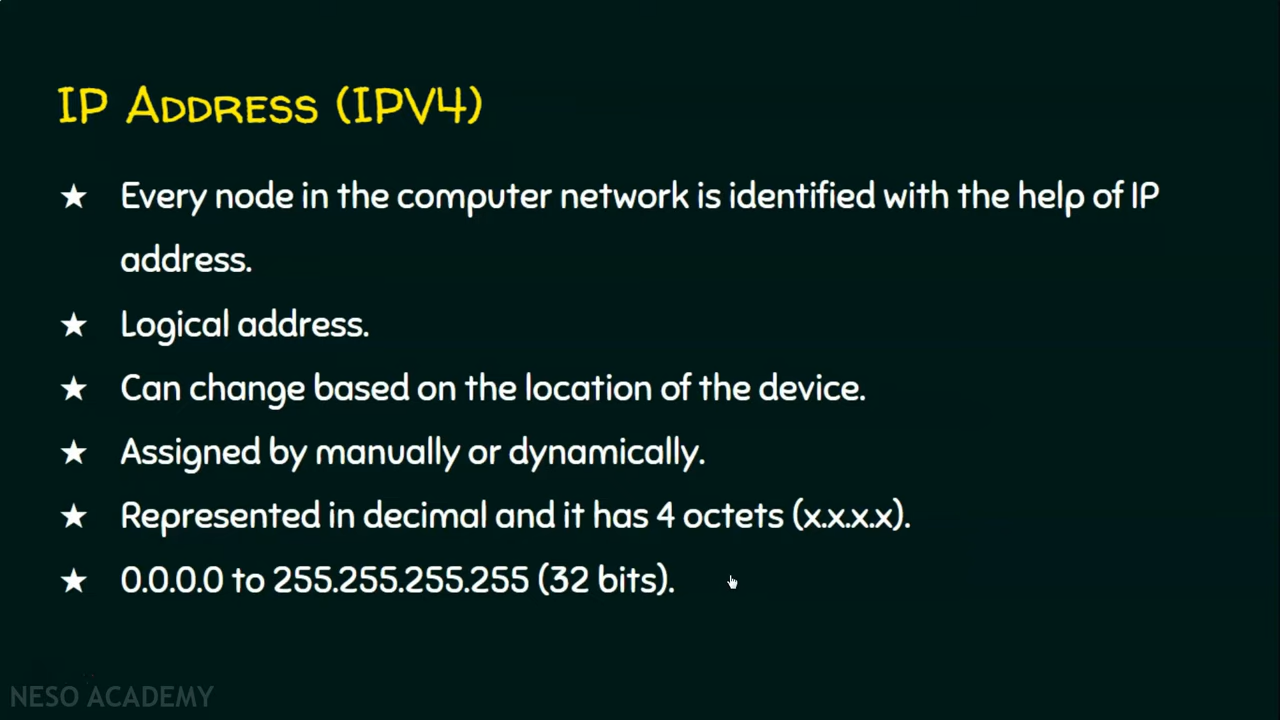 IP Address (IPV4)
★ Every node in the computer network is identified with the help of IP
address.
★ Logical address.
★ Can change based on the location of the device.
★ Assigned by manually or dynamically.
★ Represented in decimal and it has 4 octets (x.x.x.x).
★ 0.0.0.0 to 255.255.255.255 (32 bits).
NESO ACADEMY